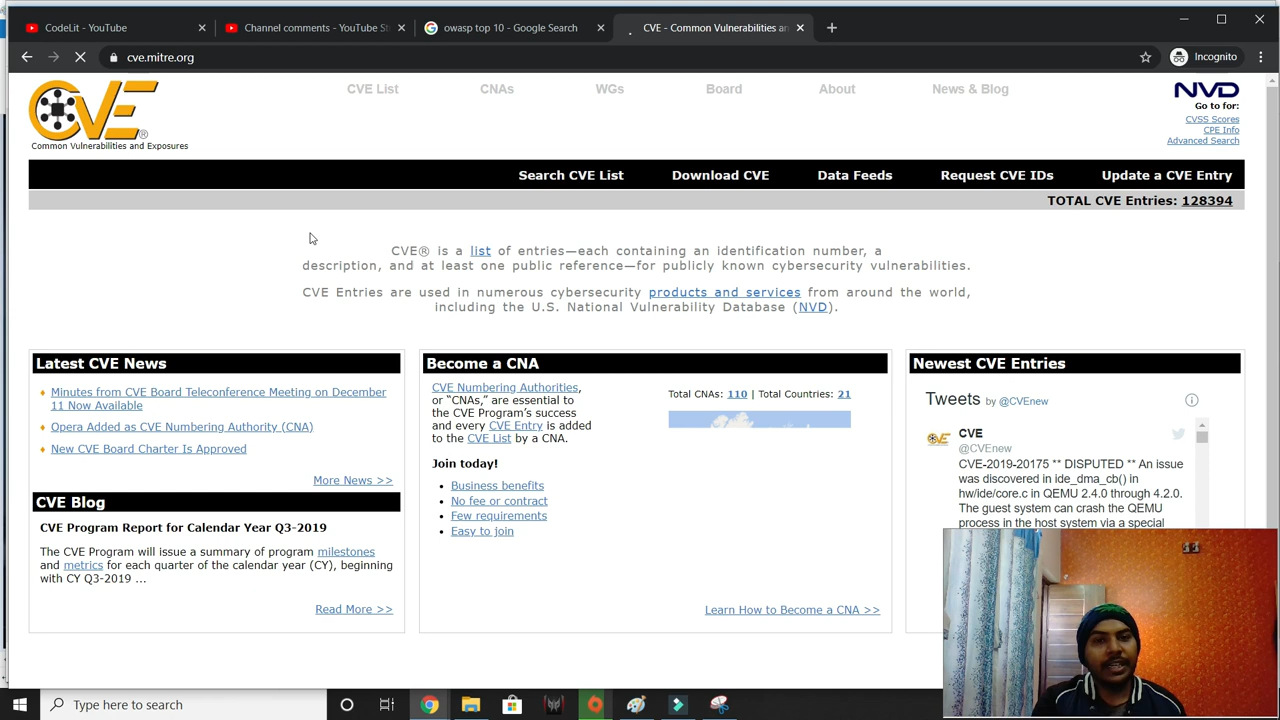 CodeLit - YouTube
Channel comments - YouTube St
owasp top 10 - Google Search
CVE - Common Vulnerabilities an
cve.mitre.org
Incognito
CVE
®
Common Vulnerabilities and Exposures
CVE List
CNAs
WGs
Board
About
News & Blog
NVD
Go to for:
CVSS Scores
CPE Info
Advanced Search
Search CVE List
Download CVE
Data Feeds
Request CVE IDs
Update a CVE Entry
TOTAL CVE Entries: 128394
CVE® is a list of entries—each containing an identification number, a
description, and at least one public reference—for publicly known cybersecurity vulnerabilities.
CVE Entries are used in numerous cybersecurity products and services from around the world,
including the U.S. National Vulnerability Database (NVD).
Latest CVE News
Minutes from CVE Board Teleconference Meeting on December
11 Now Available
Opera Added as CVE Numbering Authority (CNA)
New CVE Board Charter Is Approved
More News >>
CVE Blog
CVE Program Report for Calendar Year Q3-2019
The CVE Program will issue a summary of program milestones
and metrics for each quarter of the calendar year (CY), beginning
with CY Q3-2019 ...
Read More >>
Become a CNA
CVE Numbering Authorities,
or “CNAs,” are essential to
the CVE Program’s success
and every CVE Entry is added
to the CVE List by a CNA.
Total CNAs: 110 | Total Countries: 21
Join today!
Business benefits
No fee or contract
Few requirements
Easy to join
Learn How to Become a CNA >>
Newest CVE Entries
Tweets by @CVEnew
CVE
@CVEnew
CVE-2019-20175 ** DISPUTED ** An issue
was discovered in ide_dma_cb() in
hw/ide/core.c in QEMU 2.4.0 through 4.2.0.
The guest system can crash the QEMU
process in the host system via a special
Type here to search